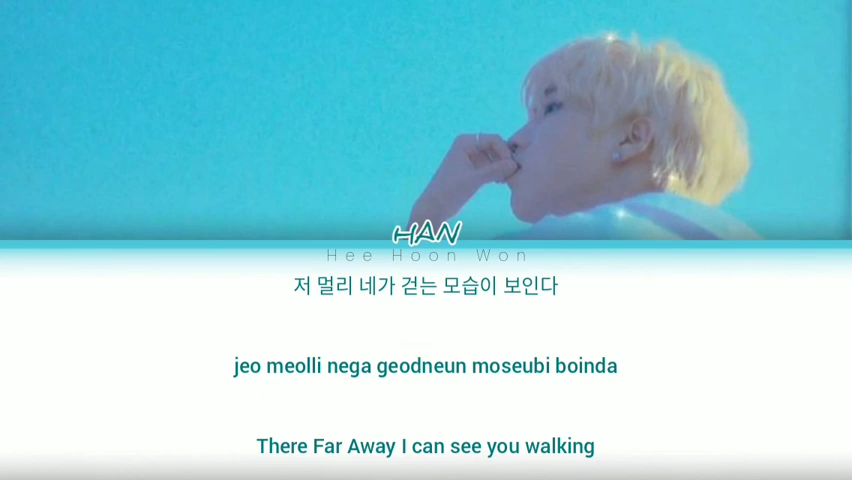 HAN
Hee Hoon Won
저 멀리 네가 걷는 모습이 보인다
jeo meolli nega geodneun moseubi boinda
There Far Away I can see you walking